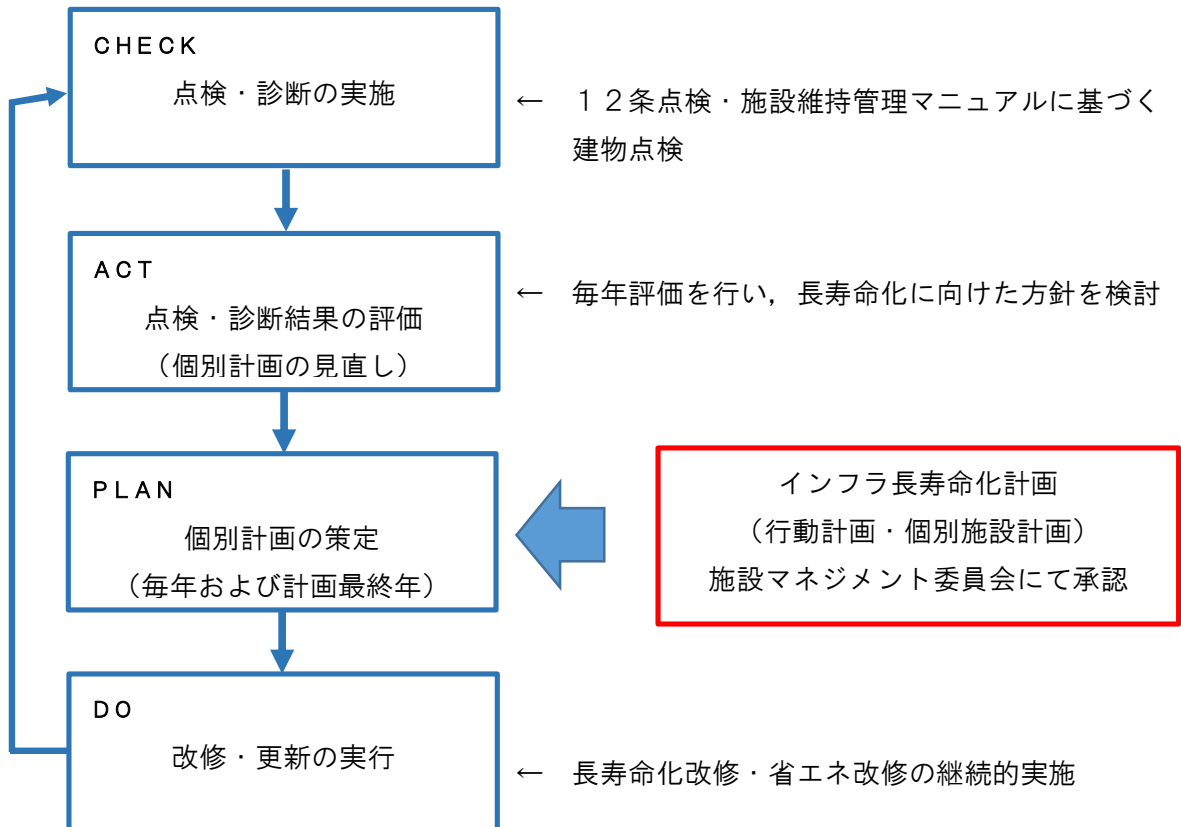 CHECK
点検・診断の実施
← 12条点検・施設維持管理マニュアルに基づく
建物点検
ACT
点検・診断結果の評価
（個別計画の見直し）
← 毎年評価を行い，長寿命化に向けた方針を検討
PLAN
個別計画の策定
（毎年および計画最終年）
インフラ長寿命化計画
（行動計画・個別施設計画）
施設マネジメント委員会にて承認
DO
改修・更新の実行
← 長寿命化改修・省エネ改修の継続的実施